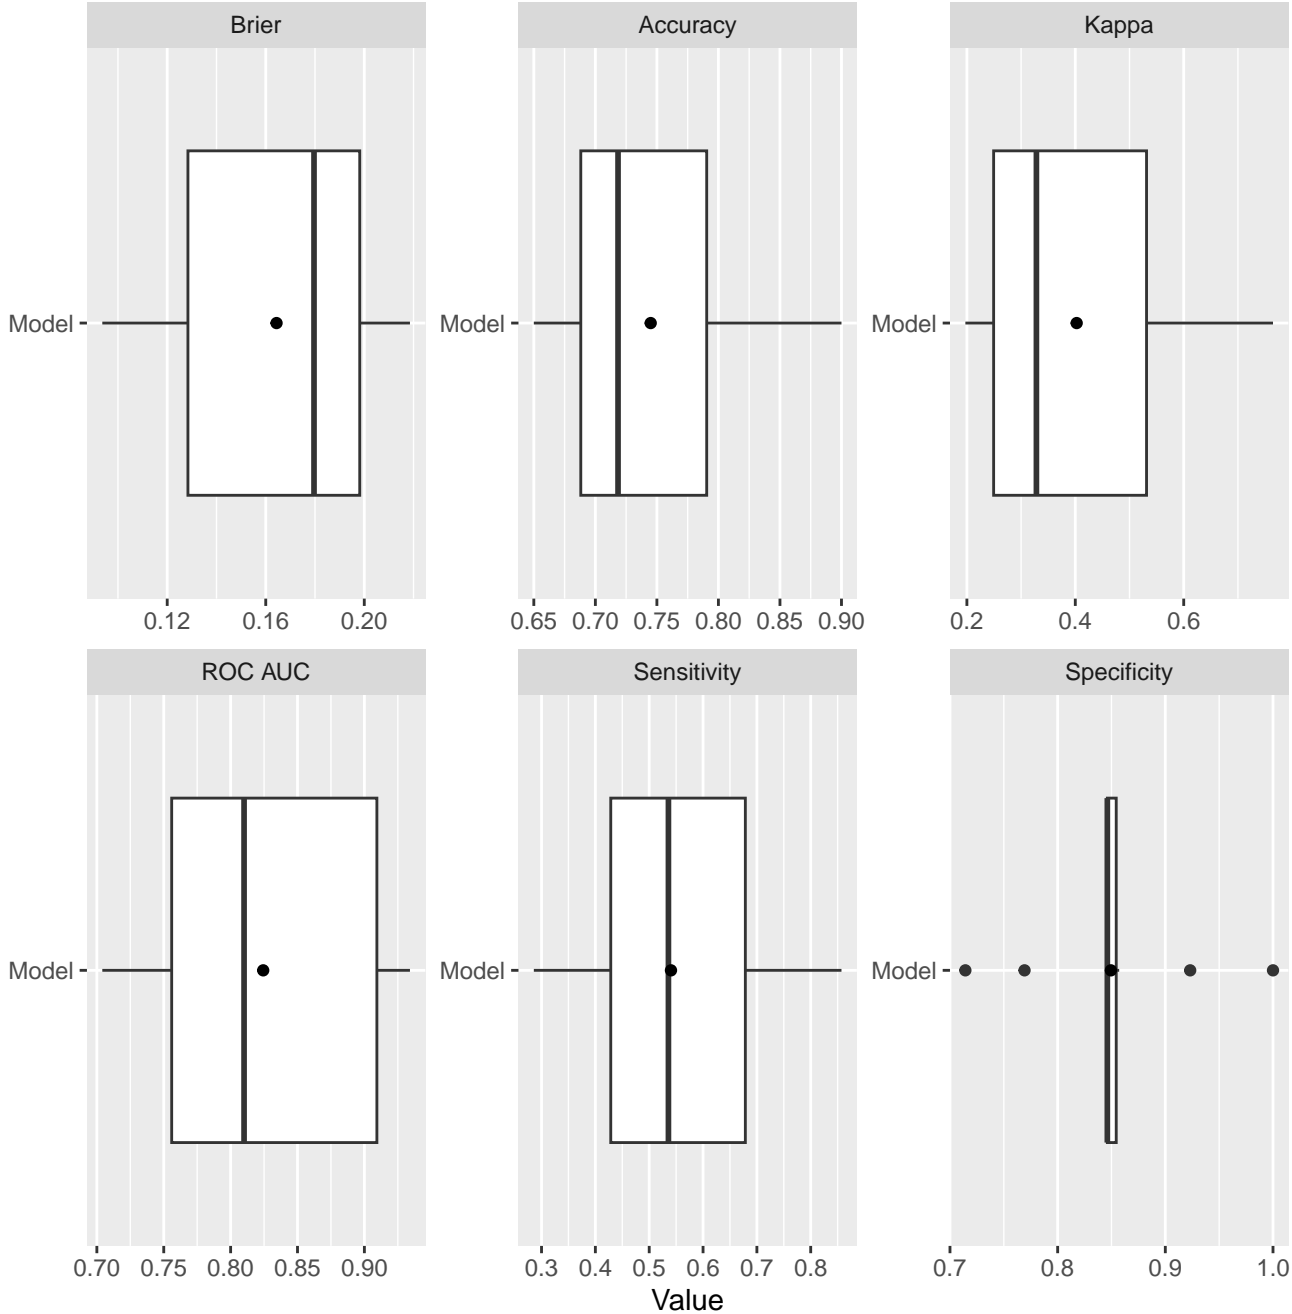 Brier Accuracy Kappa
Model Model Model
0.12 0.16 0.20 0.65 0.70 0.75 0.80 0.85 0.90 0.2 0.4 0.6
ROC AUC Sensitivity Specificity
Model Model Model
0.70 0.75 0.80 0.85 0.90 0.3 0.4 0.5 0.6 0.7 0.8 0.7 0.8 0.9 1.0
Value